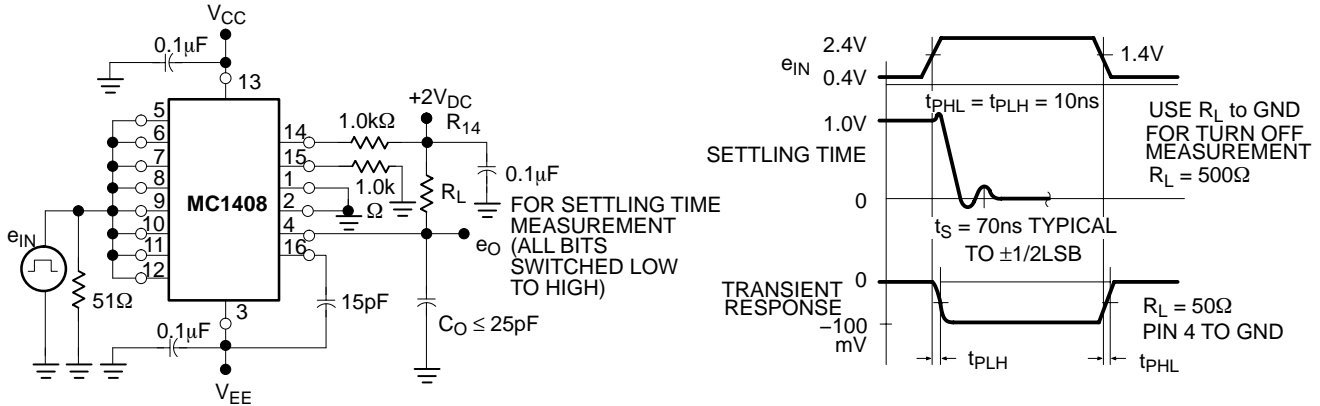 VCC
0.1μF
13
5
6
7
8
9
10
11
12
MC1408
14
15
1
2
4
16
3
1.0kΩ
1.0k
Ω
+2VDC
R14
0.1μF
RL
eO
FOR SETTLING TIME
MEASUREMENT
(ALL BITS
SWITCHED LOW
TO HIGH)
eIN
51Ω
15pF
CO ≤ 25pF
0.1μF
VEE
2.4V
eIN
0.4V
1.4V
tPHL = tPLH = 10ns
USE RL to GND
FOR TURN OFF
MEASUREMENT
RL = 500Ω
1.0V
SETTLING TIME
0
tS = 70ns TYPICAL
TO ±1/2LSB
0
TRANSIENT
RESPONSE
−100
mV
RL = 50Ω
PIN 4 TO GND
tPLH
tPHL